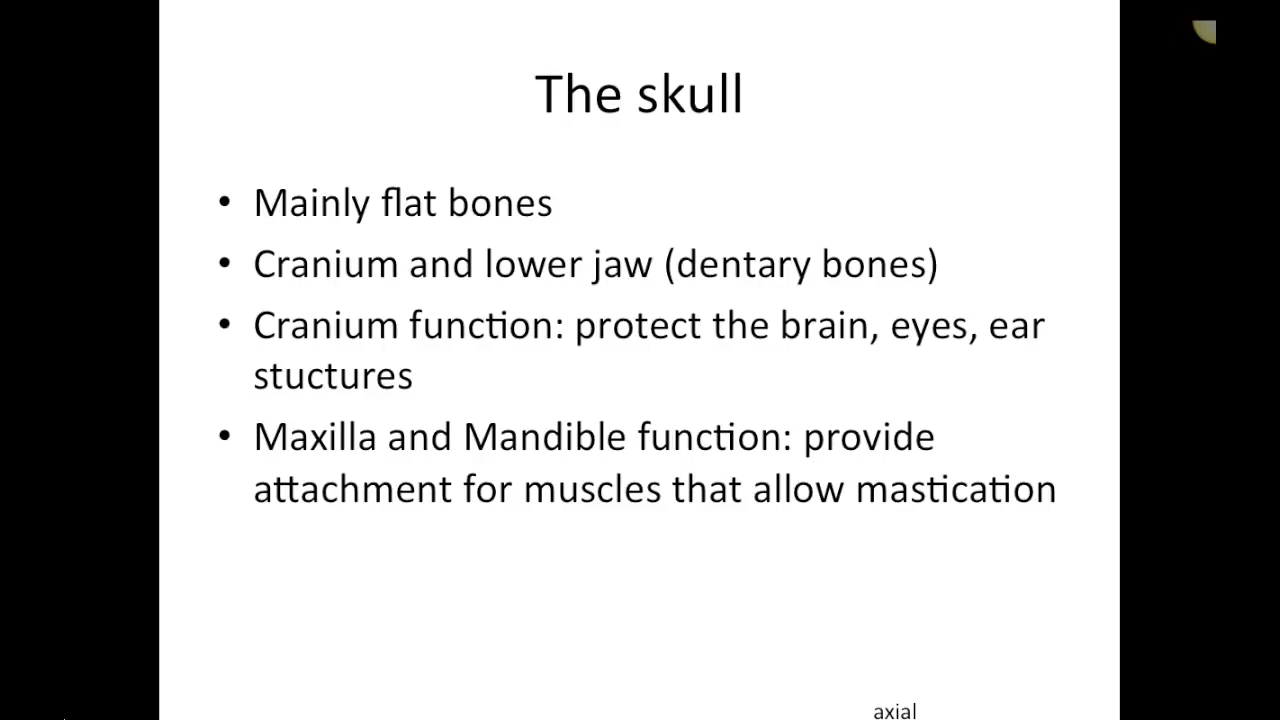 The skull
• Mainly flat bones
• Cranium and lower jaw (dentary bones)
• Cranium function: protect the brain, eyes, ear
stuctures
• Maxilla and Mandible function: provide
attachment for muscles that allow mastication
axial